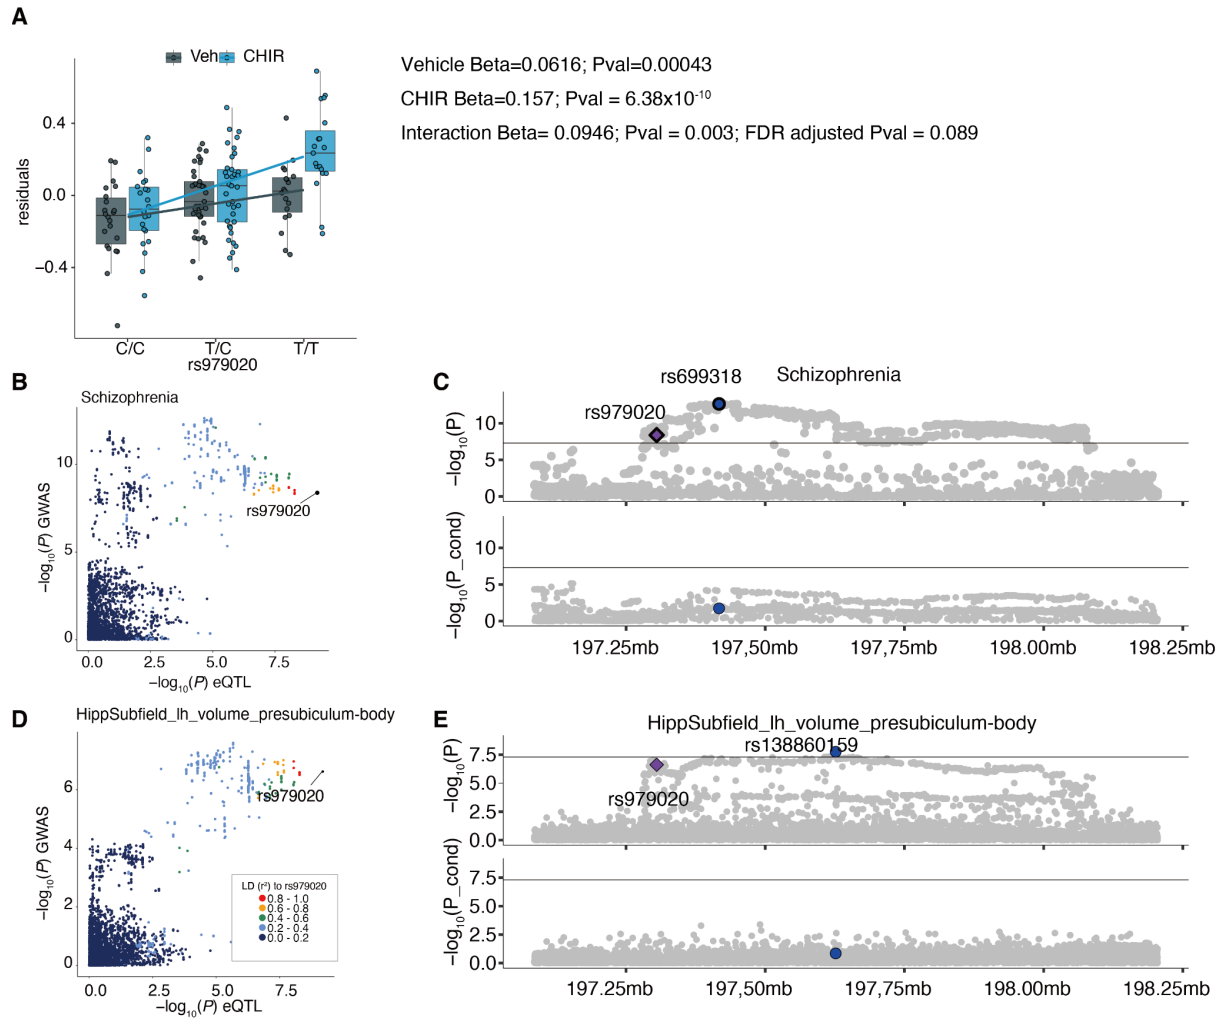 A
Veh CHIR
Vehicle Beta=0.0616; Pval=0.00043
CHIR Beta=0.157; Pval = 6.38x10⁻¹⁰
Interaction Beta= 0.0946; Pval = 0.003; FDR adjusted Pval = 0.089
residuals
0.4
0.0
−0.4
C/C T/C T/T
rs979020
B
Schizophrenia
−log₁₀(P) GWAS
10
5
0
rs979020
0.0 2.5 5.0 7.5
−log₁₀(P) eQTL
C
rs699318 Schizophrenia
rs979020
−log₁₀(P)
10
5
0
−log₁₀(P_cond)
10
5
0
197.25mb 197,50mb 197,75mb 198.00mb 198.25mb
D
HippSubfield_lh_volume_presubiculum-body
−log₁₀(P) GWAS
6
4
2
0
rs979020
LD (r²) to rs979020
0.8 - 1.0
0.6 - 0.8
0.4 - 0.6
0.2 - 0.4
0.0 - 0.2
0.0 2.5 5.0 7.5
−log₁₀(P) eQTL
E
HippSubfield_lh_volume_presubiculum-body
rs138860159
rs979020
−log₁₀(P)
7.5
5.0
2.5
0.0
−log₁₀(P_cond)
7.5
5.0
2.5
0.0
197.25mb 197,50mb 197,75mb 198.00mb 198.25mb